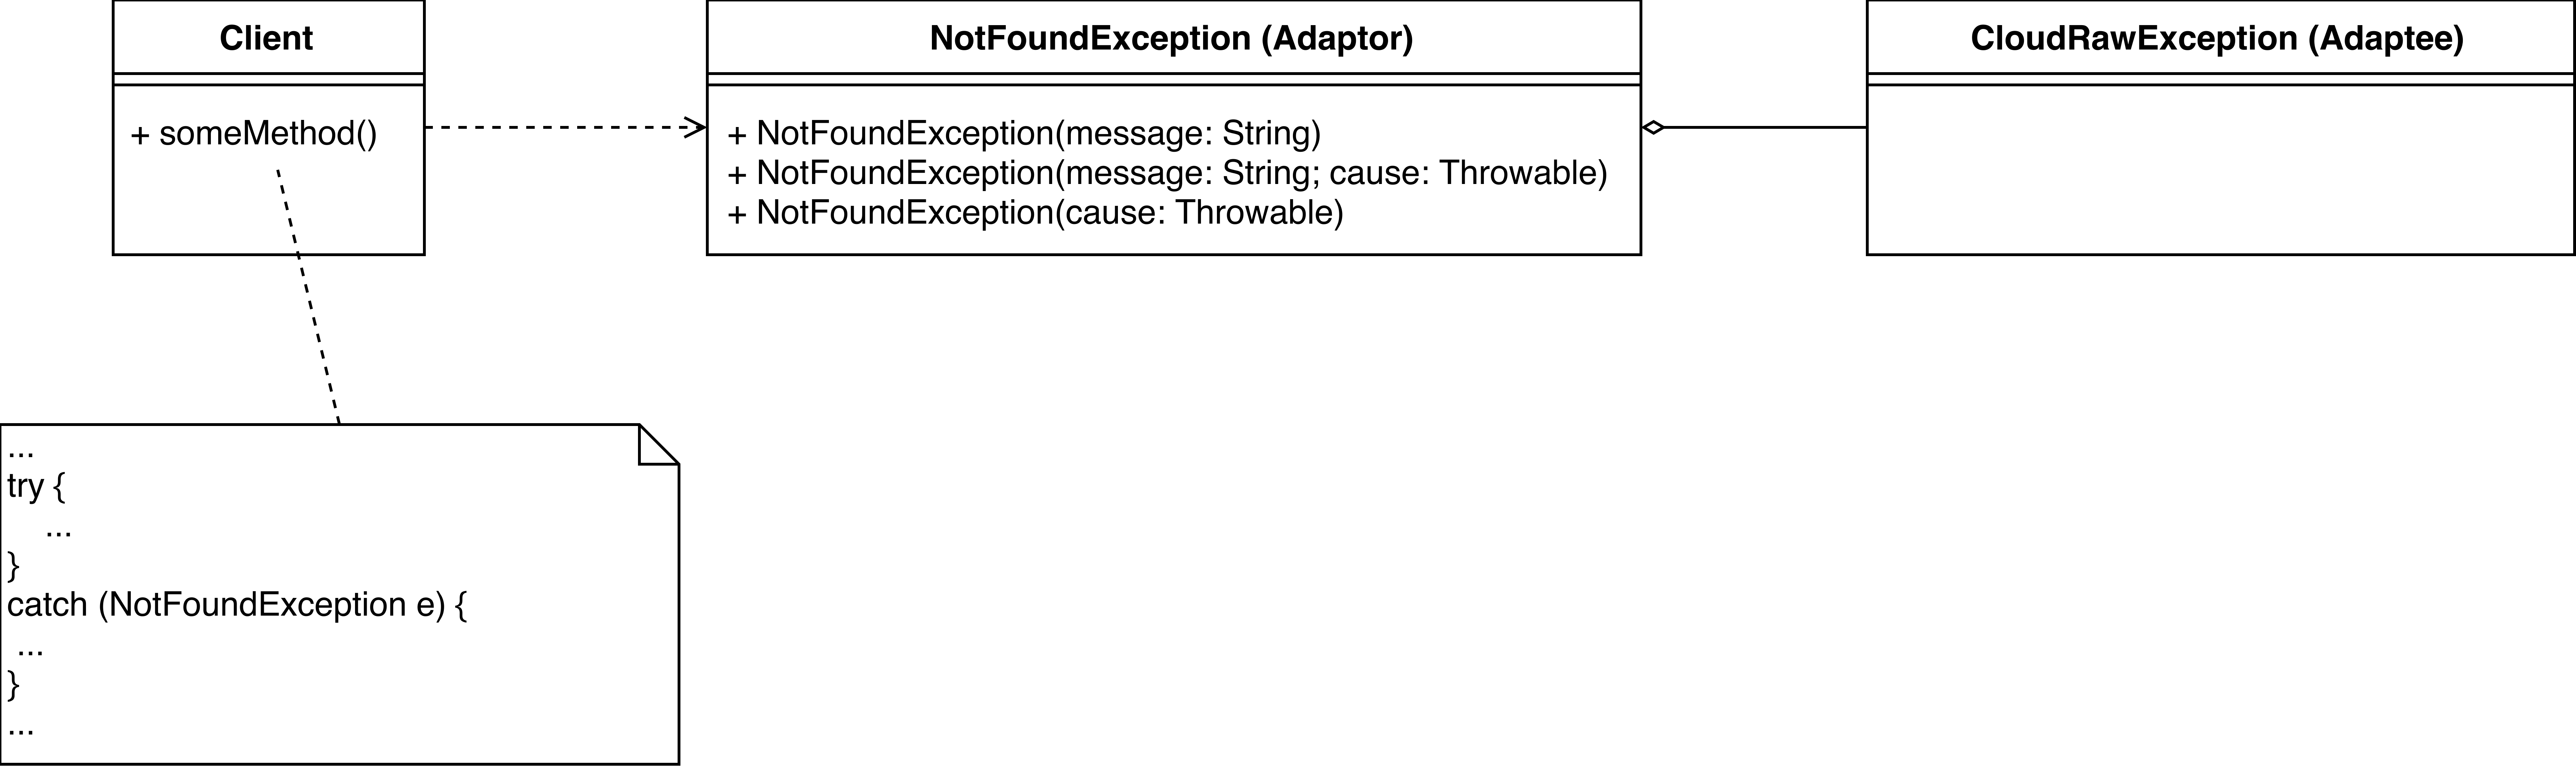 Client
+ someMethod()
NotFoundException (Adaptor)
+ NotFoundException(message: String)
+ NotFoundException(message: String; cause: Throwable)
+ NotFoundException(cause: Throwable)
CloudRawException (Adaptee)
...
try {
...
}
catch (NotFoundException e) {
...
}
...